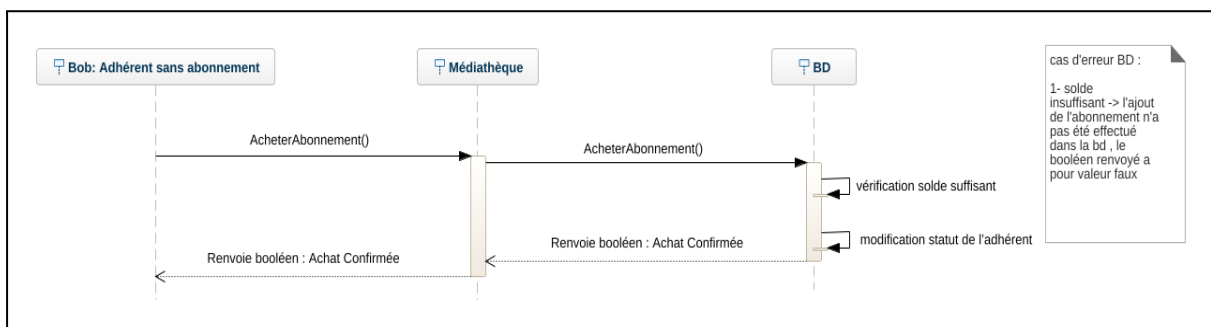 Bob: Adhérent sans abonnement
Médiathèque
BD
cas d'erreur BD :
1- solde
insuffisant -> l'ajout
de l'abonnement n'a
pas été effectué
dans la bd , le
booléen renvoyé a
pour valeur faux
AcheterAbonnement()
AcheterAbonnement()
vérification solde suffisant
modification statut de l'adhérent
Renvoie booléen : Achat Confirmée
Renvoie booléen : Achat Confirmée